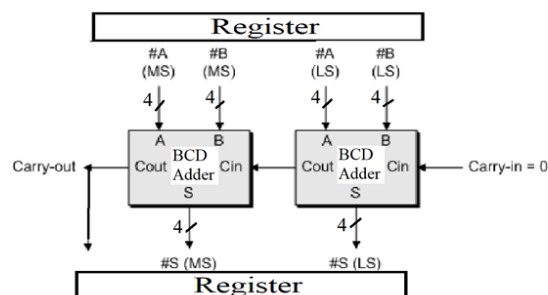 Register
#A #B #A #B
(MS) (MS) (LS) (LS)
4 4 4 4
A B A B
Carry-out Cout BCD Adder Cin Cout BCD Adder Cin Carry-in = 0
S S
4 4
#S (MS) #S (LS)
Register